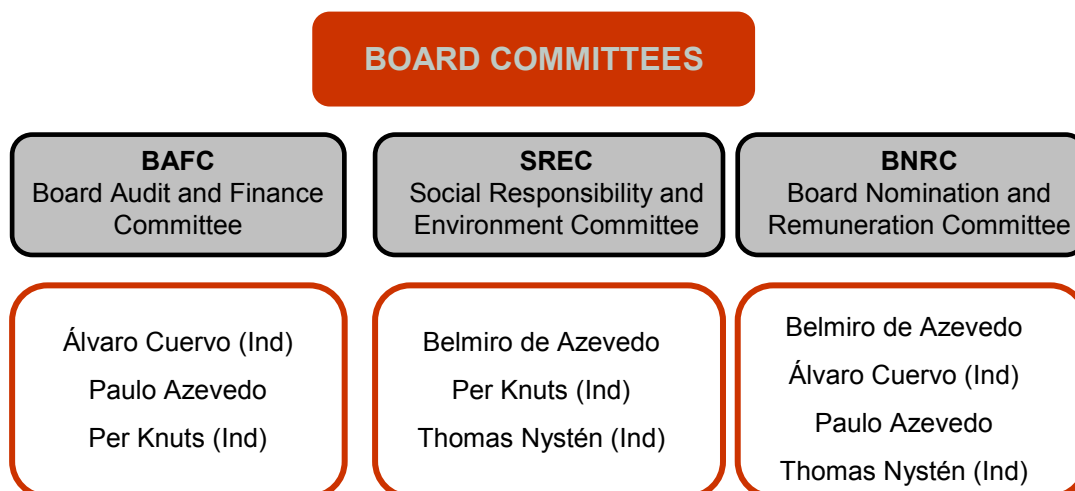 BOARD COMMITTEES
BAFC
Board Audit and Finance
Committee
SREC
Social Responsibility and
Environment Committee
BNRC
Board Nomination and
Remuneration Committee
Álvaro Cuervo (Ind)
Paulo Azevedo
Per Knuts (Ind)
Belmiro de Azevedo
Per Knuts (Ind)
Thomas Nystén (Ind)
Belmiro de Azevedo
Álvaro Cuervo (Ind)
Paulo Azevedo
Thomas Nystén (Ind)